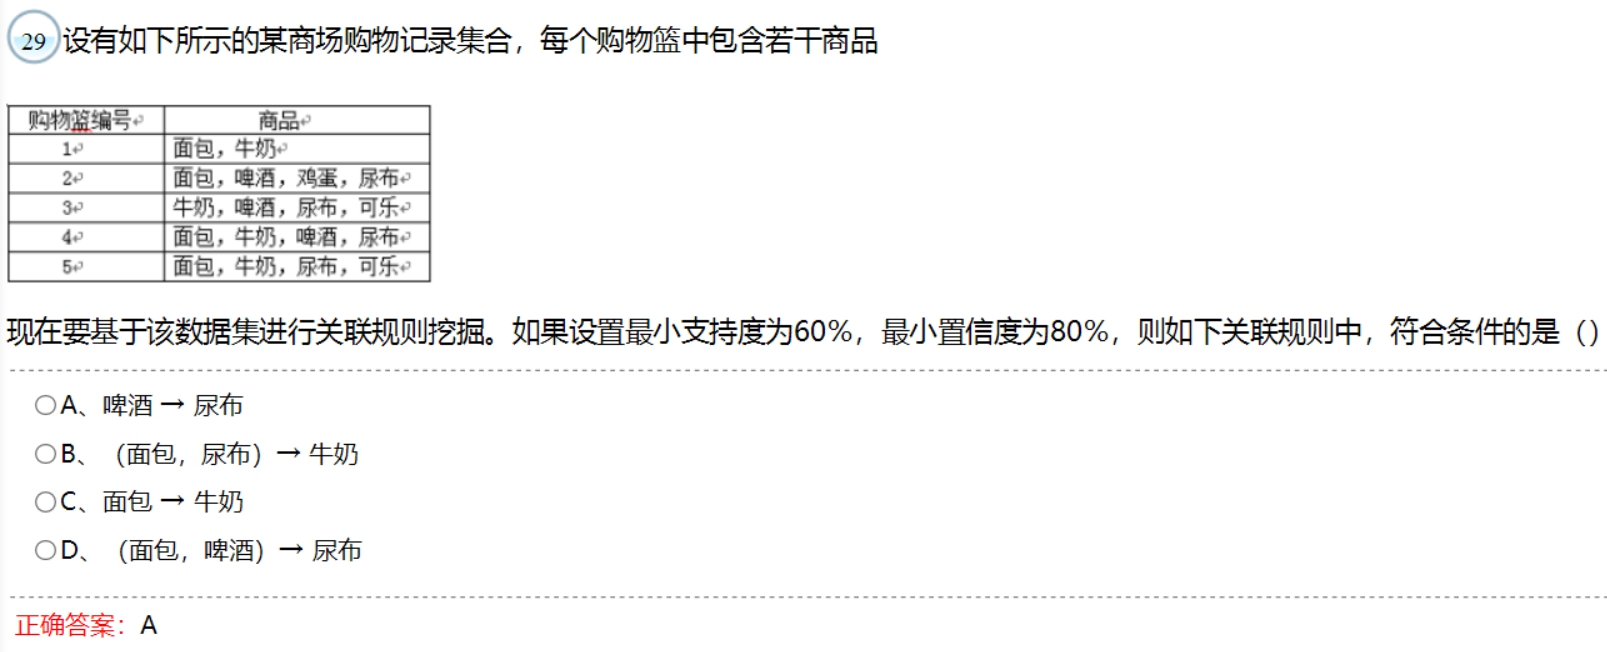 29 设有如下所示的某商场购物记录集合，每个购物篮中包含若干商品
购物篮编号 商品
1 面包，牛奶
2 面包，啤酒，鸡蛋，尿布
3 牛奶，啤酒，尿布，可乐
4 面包，牛奶，啤酒，尿布
5 面包，牛奶，尿布，可乐
现在要基于该数据集进行关联规则挖掘。如果设置最小支持度为60%，最小置信度为80%，则如下关联规则中，符合条件的是（）
A、啤酒 → 尿布
B、（面包，尿布）→ 牛奶
C、面包 → 牛奶
D、（面包，啤酒）→ 尿布
正确答案：A